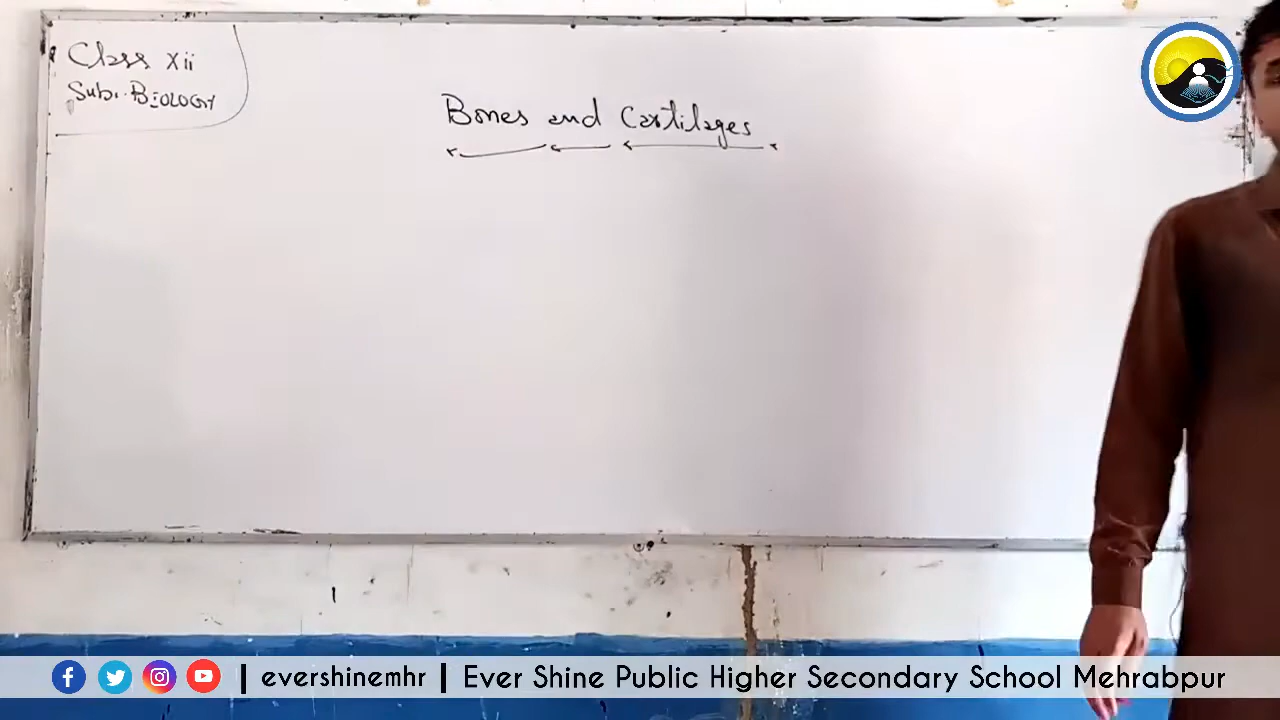 Class xii
Sub: BIOLOGY
Bones and Cartilages
| evershinemhr | Ever Shine Public Higher Secondary School Mehrabpur